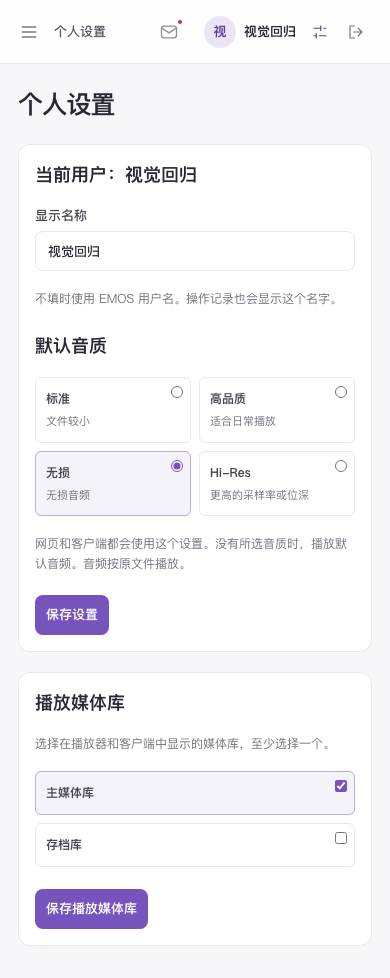 个人设置
视
视觉回归
个人设置
当前用户：视觉回归
显示名称
视觉回归
不填时使用 EMOS 用户名。操作记录也会显示这个名字。
默认音质
标准
文件较小
高品质
适合日常播放
无损
无损音频
Hi-Res
更高的采样率或位深
网页和客户端都会使用这个设置。没有所选音质时，播放默
认音频。音频按原文件播放。
保存设置
播放媒体库
选择在播放器和客户端中显示的媒体库，至少选择一个。
主媒体库
存档库
保存播放媒体库